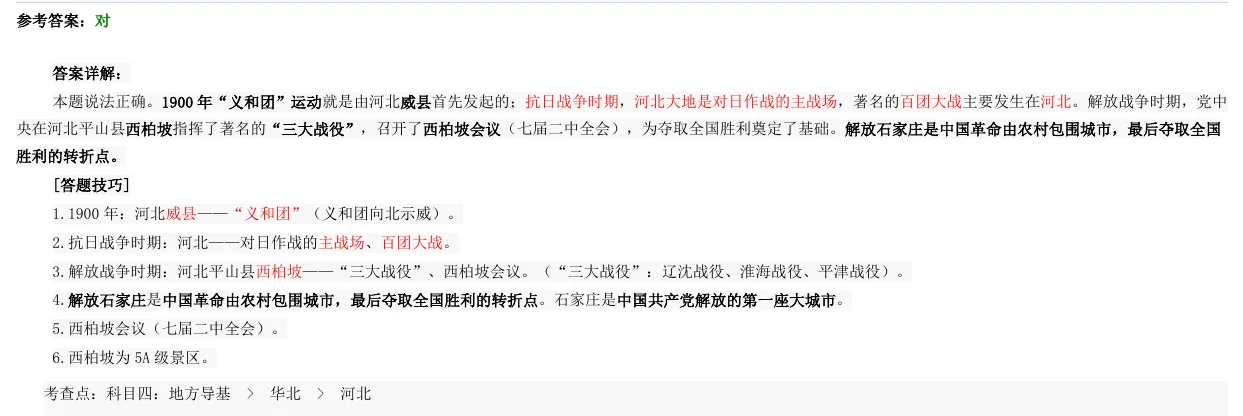 参考答案：对
答案详解：
本题说法正确。1900 年“义和团”运动就是由河北威县首先发起的；抗日战争时期，河北大地是对日作战的主战场，著名的百团大战主要发生在河北。解放战争时期，党中
央在河北平山县西柏坡指挥了著名的“三大战役”，召开了西柏坡会议（七届二中全会），为夺取全国胜利奠定了基础。解放石家庄是中国革命由农村包围城市，最后夺取全国
胜利的转折点。
[答题技巧]
1.1900 年：河北威县——“义和团”（义和团向北示威）。
2.抗日战争时期：河北——对日作战的主战场、百团大战。
3.解放战争时期：河北平山县西柏坡——“三大战役”、西柏坡会议。（“三大战役”：辽沈战役、淮海战役、平津战役）。
4.解放石家庄是中国革命由农村包围城市，最后夺取全国胜利的转折点。石家庄是中国共产党解放的第一座大城市。
5.西柏坡会议（七届二中全会）。
6.西柏坡为 5A 级景区。
考查点：科目四：地方导基 > 华北 > 河北